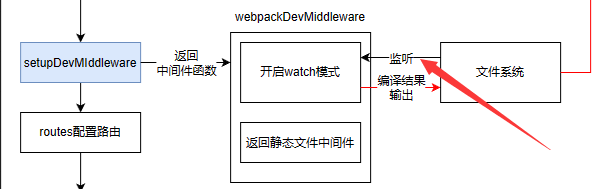 webpackDevMiddleware
setupDevMIddleware
返回
中间件函数
开启watch模式
监听
编译结果
输出
文件系统
routes配置路由
返回静态文件中间件